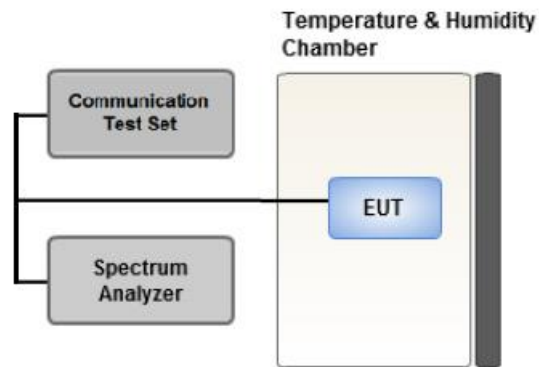 Temperature & Humidity
Chamber
Communication
Test Set
EUT
Spectrum
Analyzer